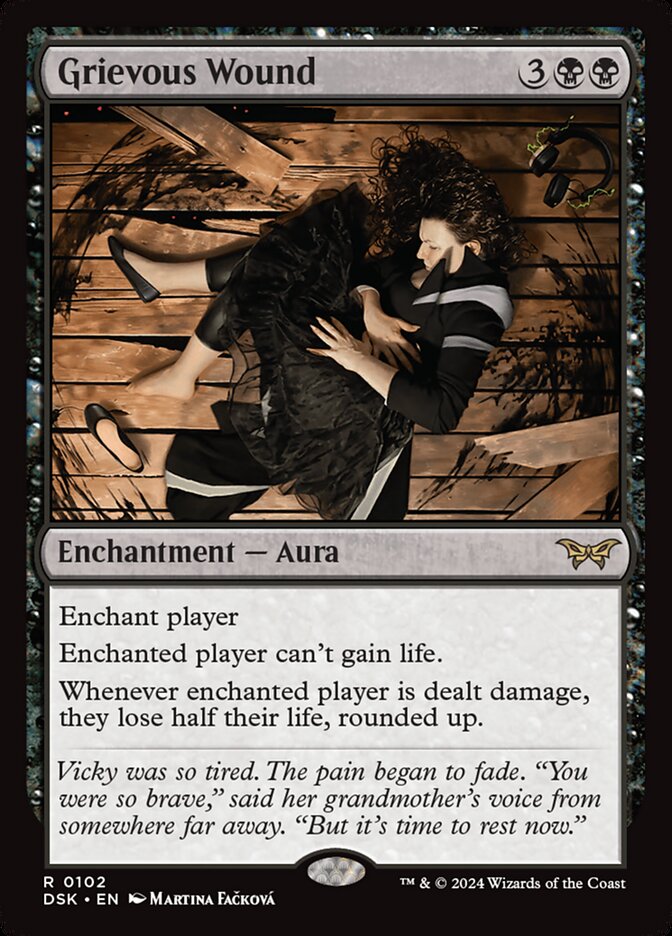 Grievous Wound 3
Enchantment — Aura
Enchant player
Enchanted player can't gain life.
Whenever enchanted player is dealt damage,
they lose half their life, rounded up.
Vicky was so tired. The pain began to fade. “You
were so brave,” said her grandmother's voice from
somewhere far away. “But it's time to rest now.”
R 0102
DSK • EN Martina Fačková
™ & © 2024 Wizards of the Coast